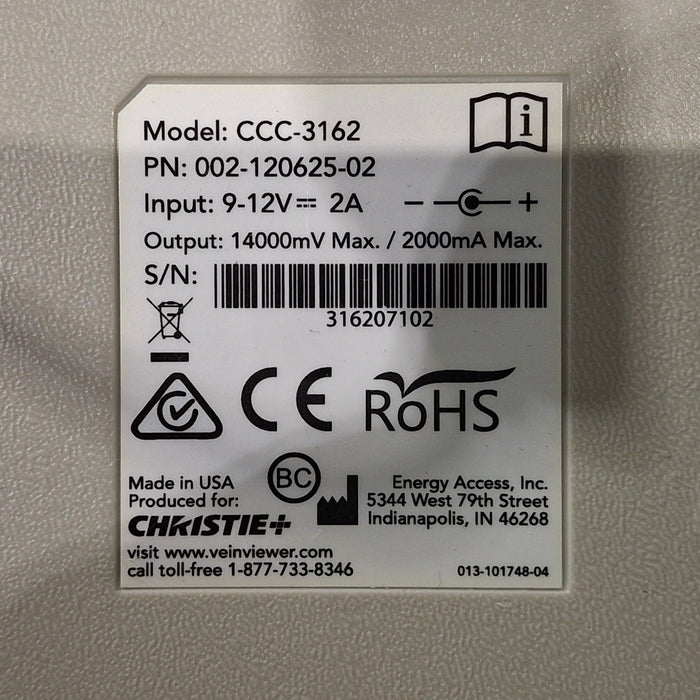 Model: CCC-3162
PN: 002-120625-02
Input: 9-12V⎓ 2A − +
Output: 14000mV Max. / 2000mA Max.
S/N:
316207102
CE RoHS
BC
Made in USA
Produced for:
CHRISTIE+
visit www.veinviewer.com
call toll-free 1-877-733-8346
Energy Access, Inc.
5344 West 79th Street
Indianapolis, IN 46268
013-101748-04